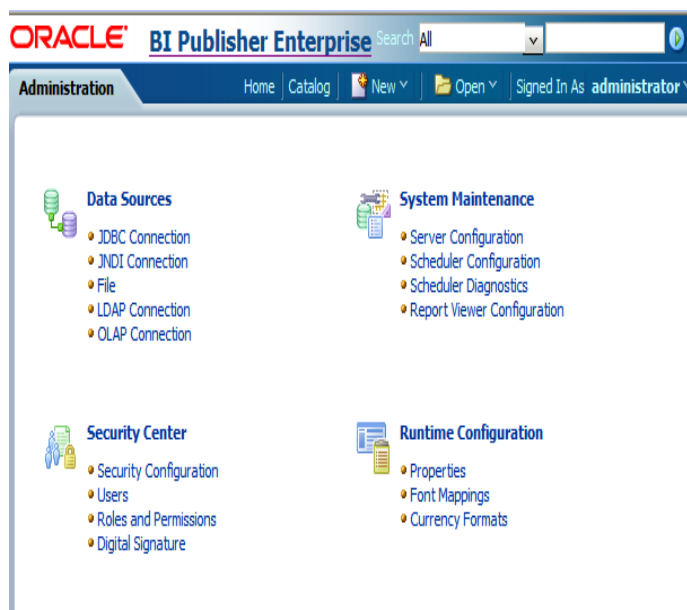 ORACLE BI Publisher Enterprise Search All
Administration Home Catalog New Open Signed In As administrator
Data Sources
JDBC Connection
JNDI Connection
File
LDAP Connection
OLAP Connection
System Maintenance
Server Configuration
Scheduler Configuration
Scheduler Diagnostics
Report Viewer Configuration
Security Center
Security Configuration
Users
Roles and Permissions
Digital Signature
Runtime Configuration
Properties
Font Mappings
Currency Formats